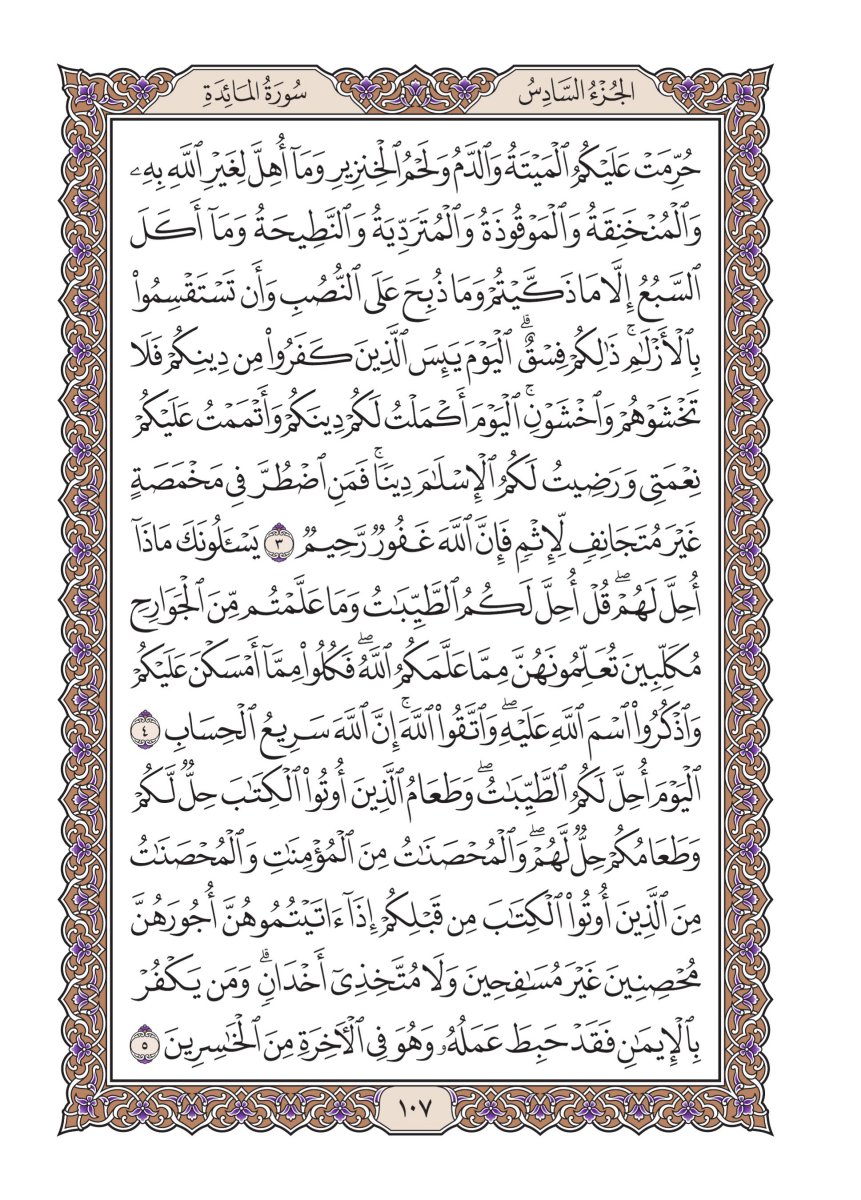 الجُزْءُ السَّادِسُ
سُورَةُ المَائِدَةِ
حُرِّمَتْ عَلَيْكُمُ ٱلْمَيْتَةُ وَٱلدَّمُ وَلَحْمُ ٱلْخِنزِيرِ وَمَآ أُهِلَّ لِغَيْرِ ٱللَّهِ بِهِۦ
وَٱلْمُنْخَنِقَةُ وَٱلْمَوْقُوذَةُ وَٱلْمُتَرَدِّيَةُ وَٱلنَّطِيحَةُ وَمَآ أَكَلَ
ٱلسَّبُعُ إِلَّا مَا ذَكَّيْتُمْ وَمَا ذُبِحَ عَلَى ٱلنُّصُبِ وَأَن تَسْتَقْسِمُوا۟
بِٱلْأَزْلَٰمِۚ ذَٰلِكُمْ فِسْقٌۗ ٱلْيَوْمَ يَئِسَ ٱلَّذِينَ كَفَرُوا۟ مِن دِينِكُمْ فَلَا
تَخْشَوْهُمْ وَٱخْشَوْنِۚ ٱلْيَوْمَ أَكْمَلْتُ لَكُمْ دِينَكُمْ وَأَتْمَمْتُ عَلَيْكُمْ
نِعْمَتِى وَرَضِيتُ لَكُمُ ٱلْإِسْلَٰمَ دِينًاۚ فَمَنِ ٱضْطُرَّ فِى مَخْمَصَةٍ
غَيْرَ مُتَجَانِفٍ لِّإِثْمٍۙ فَإِنَّ ٱللَّهَ غَفُورٌ رَّحِيمٌ ٣ يَسْـَٔلُونَكَ مَاذَآ
أُحِلَّ لَهُمْۖ قُلْ أُحِلَّ لَكُمُ ٱلطَّيِّبَٰتُ وَمَا عَلَّمْتُم مِّنَ ٱلْجَوَارِحِ
مُكَلِّبِينَ تُعَلِّمُونَهُنَّ مِمَّا عَلَّمَكُمُ ٱللَّهُۖ فَكُلُوا۟ مِمَّآ أَمْسَكْنَ عَلَيْكُمْ
وَٱذْكُرُوا۟ ٱسْمَ ٱللَّهِ عَلَيْهِۖ وَٱتَّقُوا۟ ٱللَّهَۚ إِنَّ ٱللَّهَ سَرِيعُ ٱلْحِسَابِ ٤
ٱلْيَوْمَ أُحِلَّ لَكُمُ ٱلطَّيِّبَٰتُۖ وَطَعَامُ ٱلَّذِينَ أُوتُوا۟ ٱلْكِتَٰبَ حِلٌّ لَّكُمْ
وَطَعَامُكُمْ حِلٌّ لَّهُمْۖ وَٱلْمُحْصَنَٰتُ مِنَ ٱلْمُؤْمِنَٰتِ وَٱلْمُحْصَنَٰتُ
مِنَ ٱلَّذِينَ أُوتُوا۟ ٱلْكِتَٰبَ مِن قَبْلِكُمْ إِذَآ ءَاتَيْتُمُوهُنَّ أُجُورَهُنَّ
مُحْصِنِينَ غَيْرَ مُسَٰفِحِينَ وَلَا مُتَّخِذِىٓ أَخْدَانٍۗ وَمَن يَكْفُرْ
بِٱلْإِيمَٰنِ فَقَدْ حَبِطَ عَمَلُهُۥ وَهُوَ فِى ٱلْـَٔاخِرَةِ مِنَ ٱلْخَٰسِرِينَ ٥
١٠٧